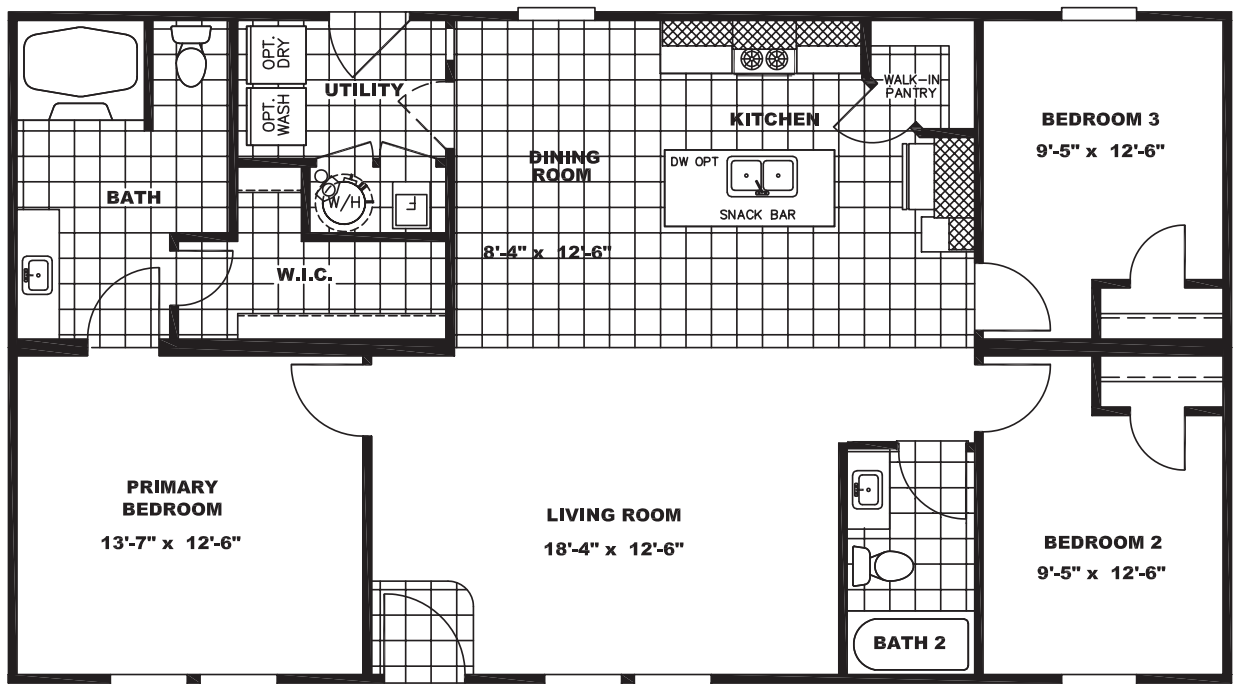 OPT.
DRY
OPT.
WASH
UTILITY
WALK-IN
PANTRY
KITCHEN
BEDROOM 3
9'-5" x 12'-6"
DINING
ROOM
DW OPT
SNACK BAR
BATH
W/H
F
8'-4" x 12'-6"
W.I.C.
PRIMARY
BEDROOM
13'-7" x 12'-6"
LIVING ROOM
18'-4" x 12'-6"
BEDROOM 2
9'-5" x 12'-6"
BATH 2